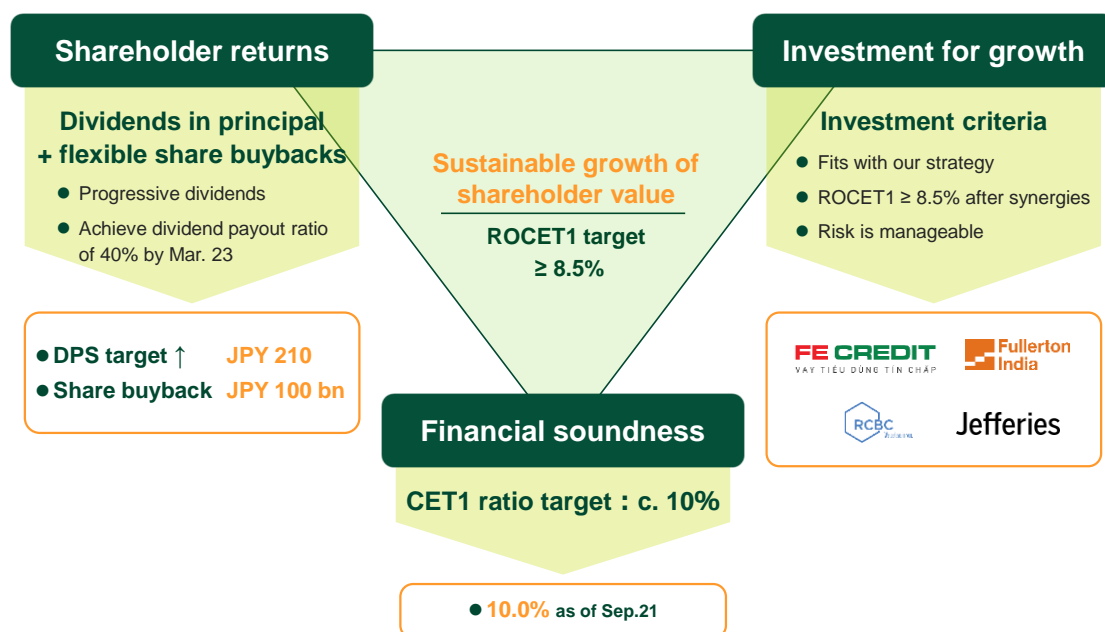 Shareholder returns
Dividends in principal
+ flexible share buybacks
● Progressive dividends
● Achieve dividend payout ratio
of 40% by Mar. 23
● DPS target ↑ JPY 210
● Share buyback JPY 100 bn
Sustainable growth of
shareholder value
ROCET1 target
≥ 8.5%
Investment for growth
Investment criteria
● Fits with our strategy
● ROCET1 ≥ 8.5% after synergies
● Risk is manageable
FE CREDIT
VAY TIÊU DÙNG TÍN CHẤP
Fullerton
India
RCBC
Jefferies
Financial soundness
CET1 ratio target : c. 10%
● 10.0% as of Sep.21